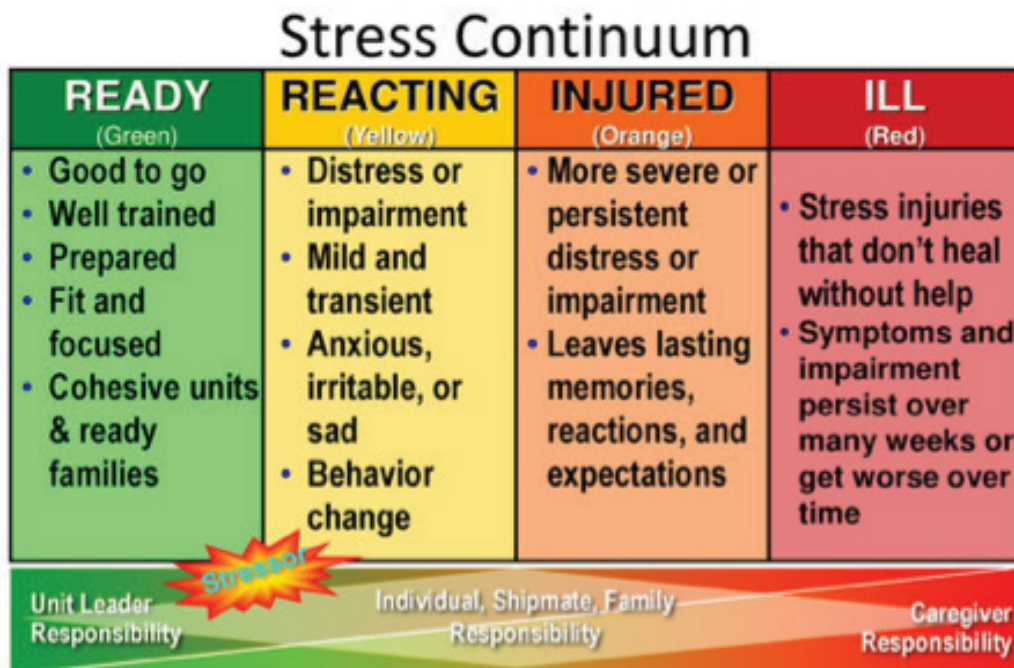 Stress Continuum
READY
(Green)
• Good to go
• Well trained
• Prepared
• Fit and
focused
• Cohesive units
& ready
families
REACTING
(Yellow)
• Distress or
impairment
• Mild and
transient
• Anxious,
irritable, or
sad
• Behavior
change
INJURED
(Orange)
• More severe or
persistent
distress or
impairment
• Leaves lasting
memories,
reactions, and
expectations
ILL
(Red)
• Stress injuries
that don't heal
without help
• Symptoms and
impairment
persist over
many weeks or
get worse over
time
Stressor
Unit Leader
Responsibility
Individual, Shipmate, Family
Responsibility
Caregiver
Responsibility